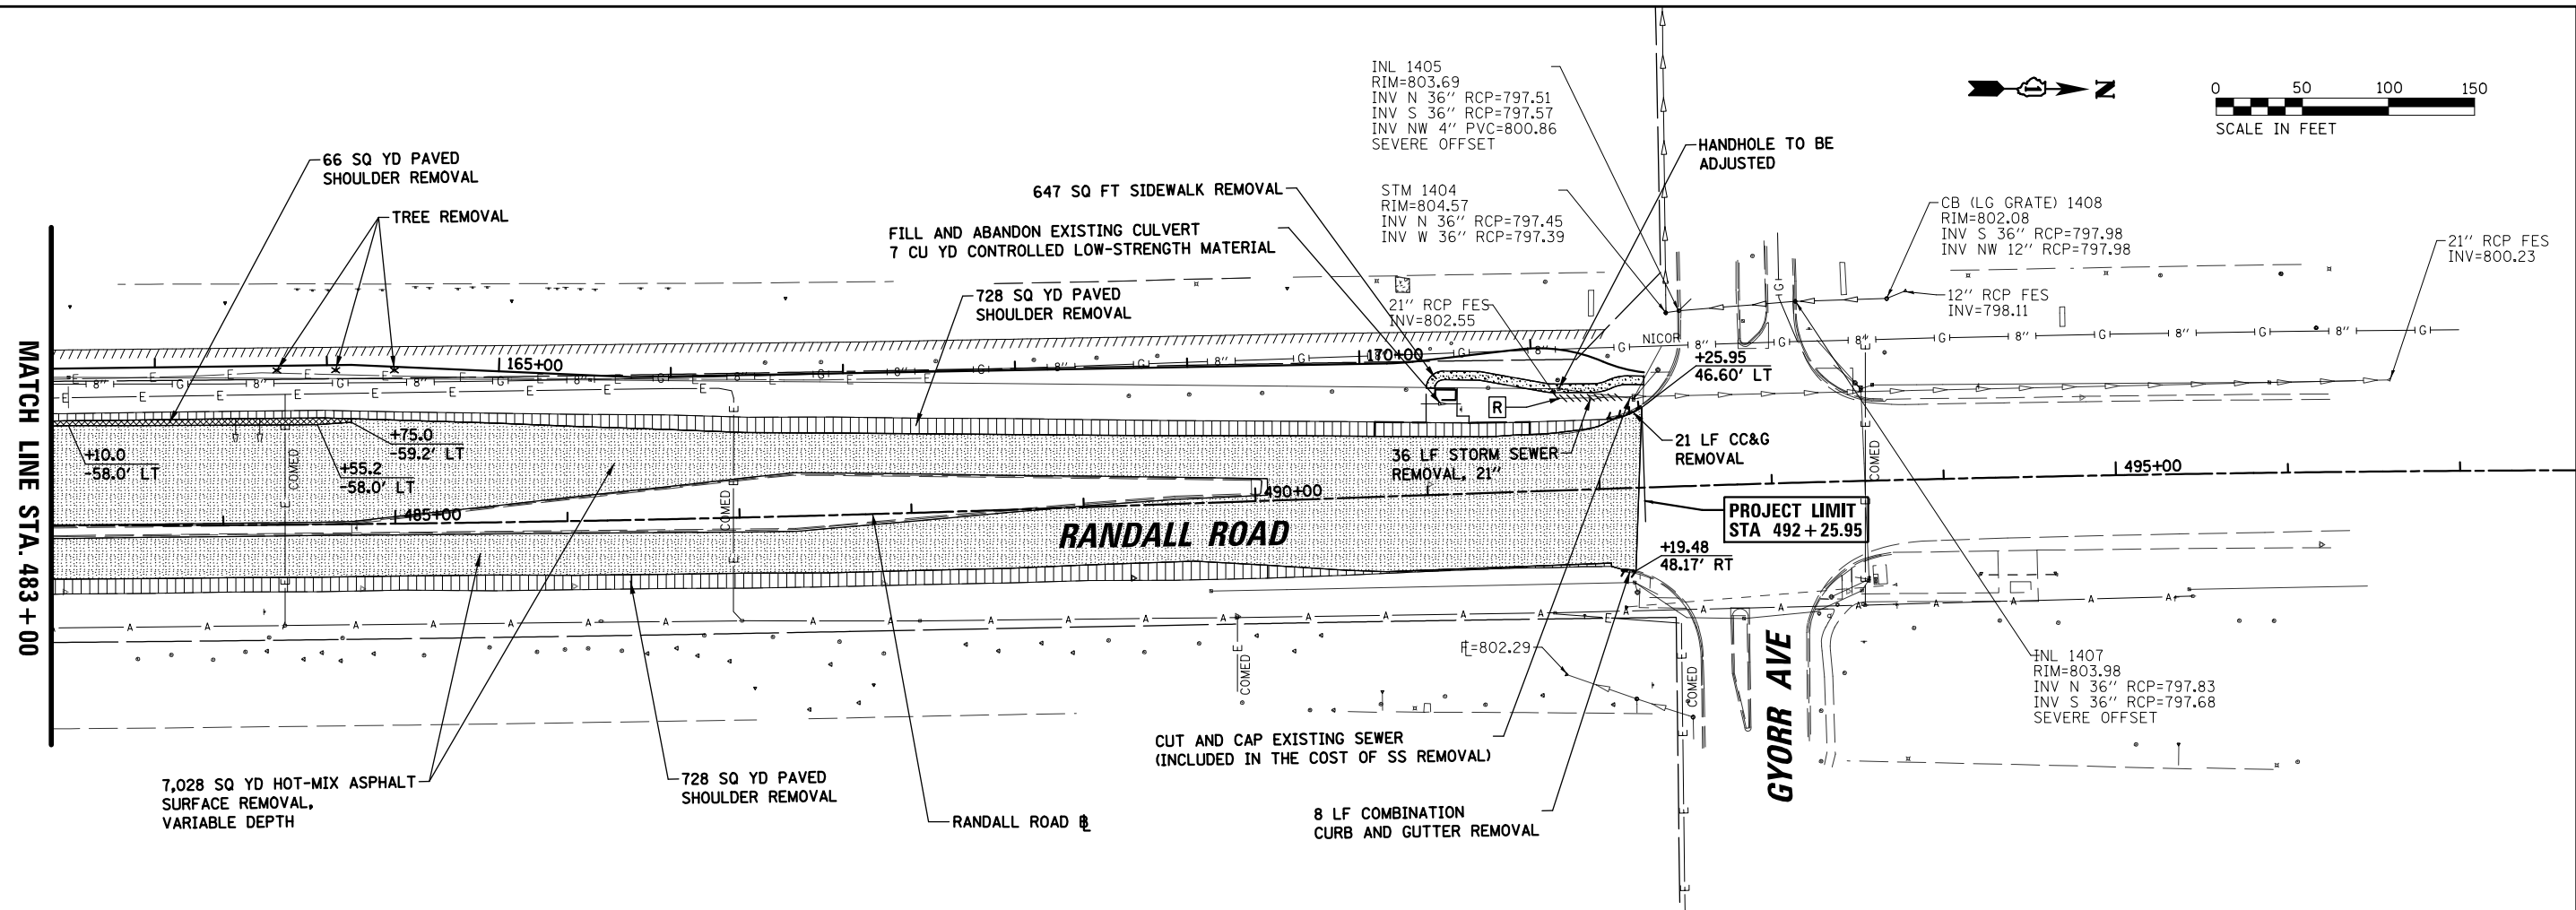 INL 1405
RIM=803.69
INV N 36'' RCP=797.51
INV S 36'' RCP=797.57
INV NW 4'' PVC=800.86
SEVERE OFFSET
N
0 50 100 150
SCALE IN FEET
HANDHOLE TO BE
ADJUSTED
66 SQ YD PAVED
SHOULDER REMOVAL
TREE REMOVAL
647 SQ FT SIDEWALK REMOVAL
STM 1404
RIM=804.57
INV N 36'' RCP=797.45
INV W 36'' RCP=797.39
FILL AND ABANDON EXISTING CULVERT
7 CU YD CONTROLLED LOW-STRENGTH MATERIAL
CB (LG GRATE) 1408
RIM=802.08
INV S 36'' RCP=797.98
INV NW 12'' RCP=797.98
21'' RCP FES
INV=800.23
728 SQ YD PAVED
SHOULDER REMOVAL
21'' RCP FES
INV=802.55
12'' RCP FES
INV=798.11
NICOR
MATCH LINE STA. 483+00
165+00
170+00
+25.95
46.60' LT
R
+10.0
-58.0' LT
+75.0
-59.2' LT
+55.2
-58.0' LT
COMED
COMED
COMED
36 LF STORM SEWER
REMOVAL, 21''
21 LF CC&G
REMOVAL
485+00
490+00
495+00
RANDALL ROAD
PROJECT LIMIT
STA 492+25.95
+19.48
48.17' RT
FL=802.29
COMED
COMED
GYORR AVE
INL 1407
RIM=803.98
INV N 36'' RCP=797.83
INV S 36'' RCP=797.68
SEVERE OFFSET
CUT AND CAP EXISTING SEWER
(INCLUDED IN THE COST OF SS REMOVAL)
7,028 SQ YD HOT-MIX ASPHALT
SURFACE REMOVAL,
VARIABLE DEPTH
728 SQ YD PAVED
SHOULDER REMOVAL
RANDALL ROAD BL
8 LF COMBINATION
CURB AND GUTTER REMOVAL